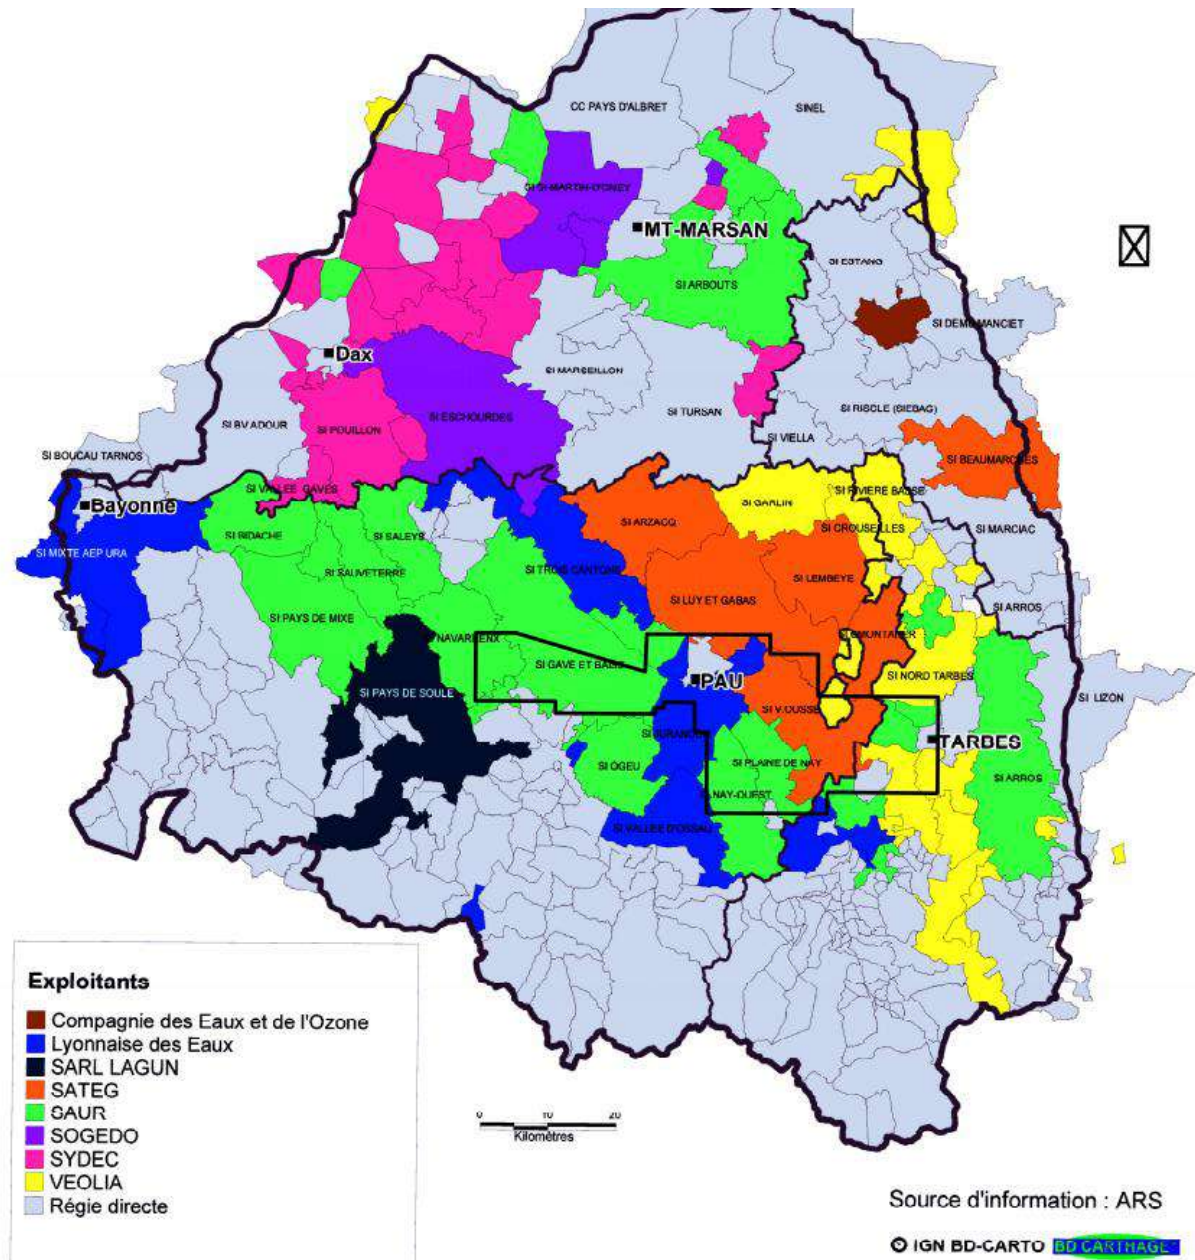 CC PAYS D'ALBRET
SINEL
SI St-MARTIN-D'ONEY
MT-MARSAN
SI ESTANG
SI ARBOUTS
SI DEMU MANCIET
Dax
SI MARSEILLON
SI ESCHOURDES
SI TURSAN
SI RISCLE (SIEBAG)
SI BV ADOUR
SI POUILLON
SI VIELLA
SI BOUCAU TARNOS
SI BEAUMARCHES
SI VALLEE GAVES
SI GARLIN
SI RIVIERE BASSE
Bayonne
SI ARZACQ
SI CROUSEILLES
SI MARCIAC
SI BIDACHE
SI SALEYS
SI MIXTE AEP URA
SI SAUVETERRE
SI TROIS CANTONS
SI LEMBEYE
SI LUY ET GABAS
SI ARROS
SI PAYS DE MIXE
NAVARRENX
SI GAVE ET BAISE
SI NORD TARBES
PAU
SI PAYS DE SOULE
SI LIZON
SI V.OUSSE
SI JURANCON
TARBES
SI OGEU
SI PLAINE DE NAY
SI ARROS
NAY-OUEST
SI VALLEE D'OSSAU
Exploitants
Compagnie des Eaux et de l'Ozone
Lyonnaise des Eaux
SARL LAGUN
SATEG
SAUR
SOGEDO
SYDEC
VEOLIA
Régie directe
0 10 20
Kilomètres
Source d'information : ARS
© IGN BD-CARTO BD CARTHAGE